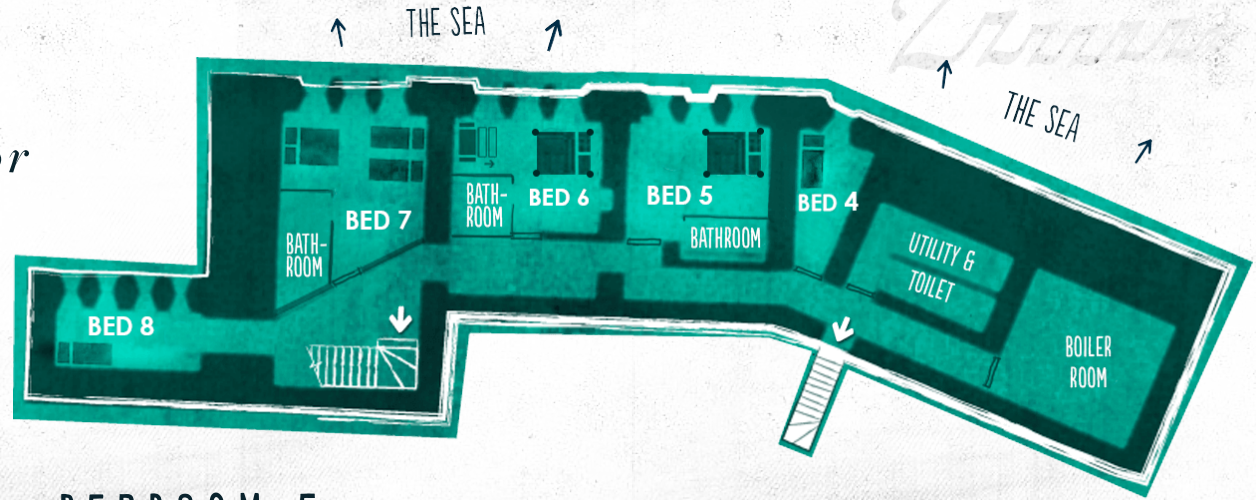 THE SEA
THE SEA
or
BED 7
BATH-
ROOM
BATH-
ROOM
BED 6
BED 5
BATHROOM
BED 4
UTILITY &
TOILET
BOILER
ROOM
BED 8